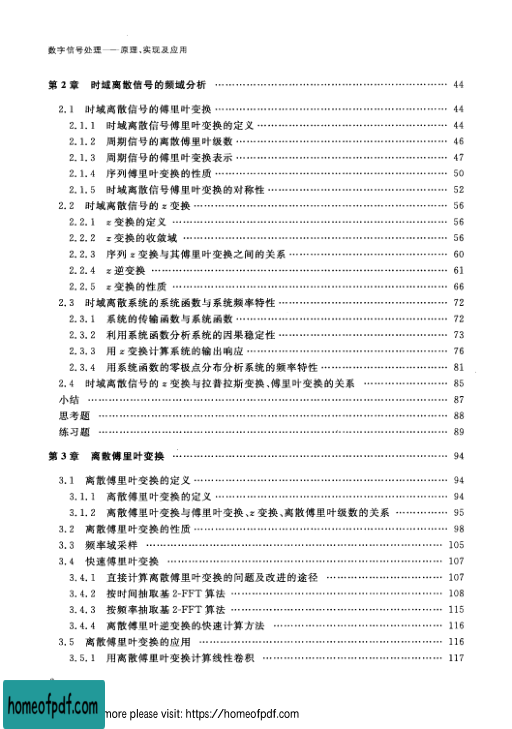 数字信号处理——原理、实现及应用
第2章 时域离散信号的频域分析 …… 44
2.1 时域离散信号的傅里叶变换 …… 44
2.1.1 时域离散信号傅里叶变换的定义 …… 44
2.1.2 周期信号的离散傅里叶级数 …… 46
2.1.3 周期信号的傅里叶变换表示 …… 47
2.1.4 序列傅里叶变换的性质 …… 50
2.1.5 时域离散信号傅里叶变换的对称性 …… 52
2.2 时域离散信号的z变换 …… 56
2.2.1 z变换的定义 …… 56
2.2.2 z变换的收敛域 …… 56
2.2.3 序列z变换与其傅里叶变换之间的关系 …… 60
2.2.4 z逆变换 …… 61
2.2.5 z变换的性质 …… 66
2.3 时域离散系统的系统函数与系统频率特性 …… 72
2.3.1 系统的传输函数与系统函数 …… 72
2.3.2 利用系统函数分析系统的因果稳定性 …… 73
2.3.3 用z变换计算系统的输出响应 …… 76
2.3.4 用系统函数的零极点分布分析系统的频率特性 …… 81
2.4 时域离散信号的z变换与拉普拉斯变换、傅里叶变换的关系 …… 85
小结 …… 87
思考题 …… 88
练习题 …… 89
第3章 离散傅里叶变换 …… 94
3.1 离散傅里叶变换的定义 …… 94
3.1.1 离散傅里叶变换的定义 …… 94
3.1.2 离散傅里叶变换与傅里叶变换、z变换、离散傅里叶级数的关系 …… 95
3.2 离散傅里叶变换的性质 …… 98
3.3 频率域采样 …… 105
3.4 快速傅里叶变换 …… 107
3.4.1 直接计算离散傅里叶变换的问题及改进的途径 …… 107
3.4.2 按时间抽取基2-FFT算法 …… 108
3.4.3 按频率抽取基2-FFT算法 …… 115
3.4.4 离散傅里叶逆变换的快速计算方法 …… 116
3.5 离散傅里叶变换的应用 …… 116
3.5.1 用离散傅里叶变换计算线性卷积 …… 117
homeofpdf.com
more please visit: https://homeofpdf.com